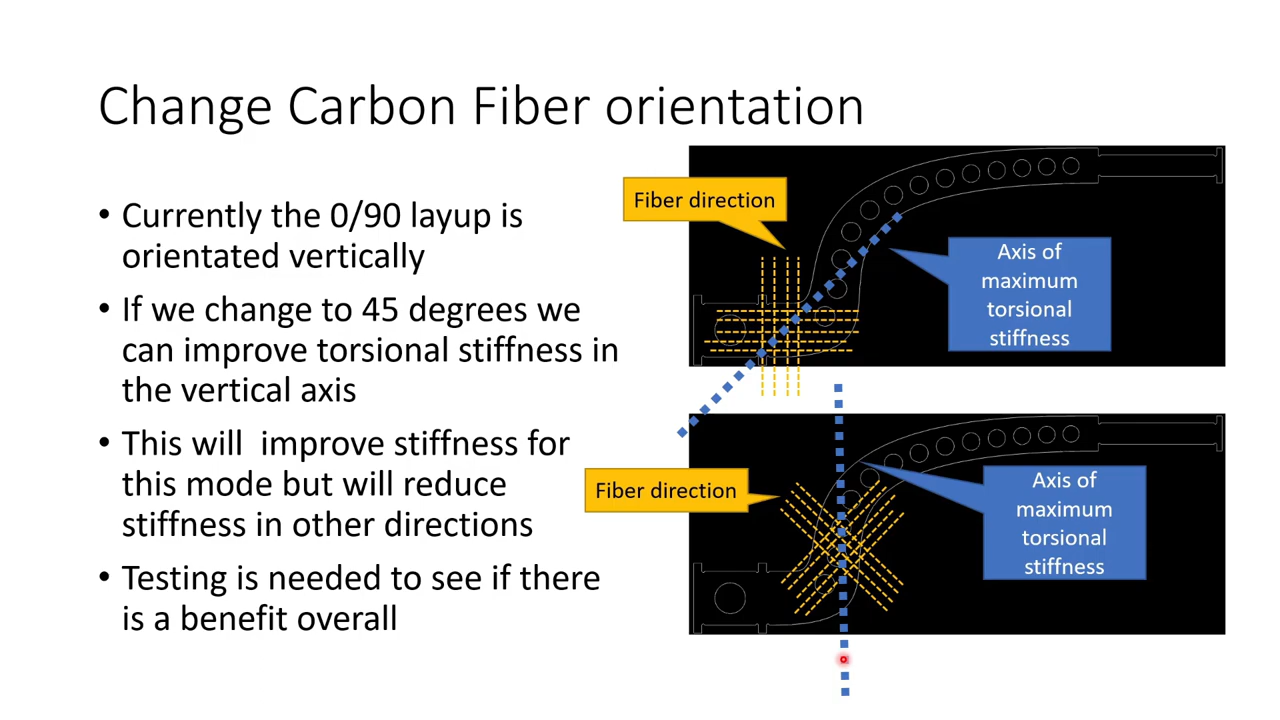 Change Carbon Fiber orientation
• Currently the 0/90 layup is
orientated vertically
• If we change to 45 degrees we
can improve torsional stiffness in
the vertical axis
• This will  improve stiffness for
this mode but will reduce
stiffness in other directions
• Testing is needed to see if there
is a benefit overall
Fiber direction
Axis of
maximum
torsional
stiffness
Fiber direction
Axis of
maximum
torsional
stiffness